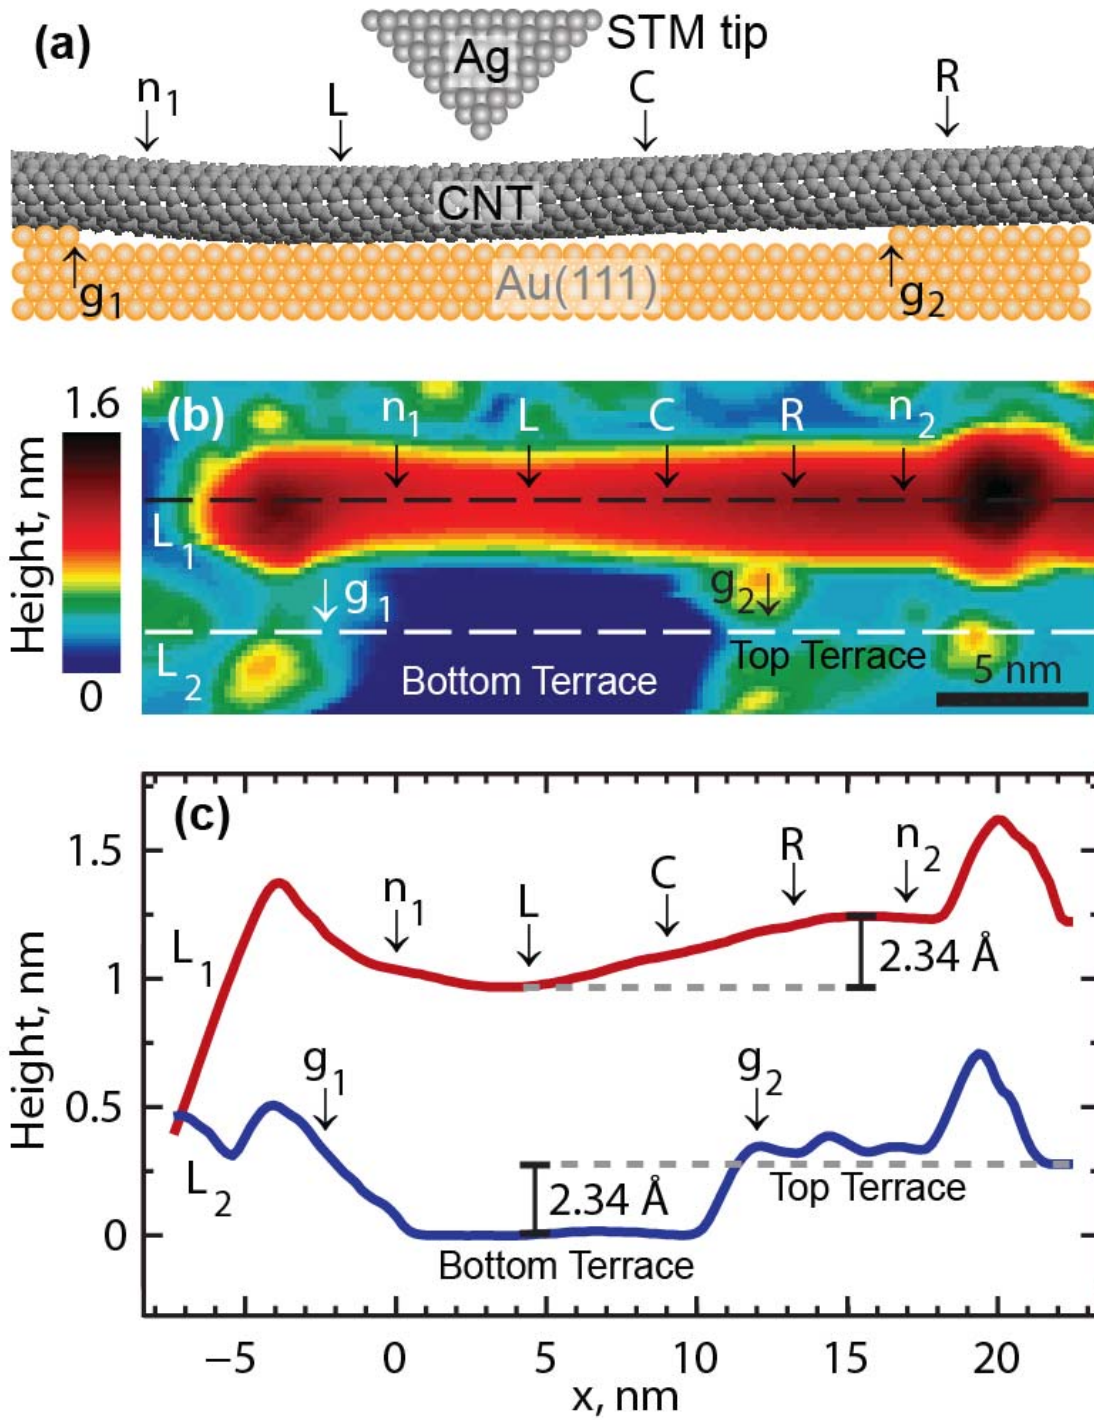 (a)
STM tip
Ag
n1
L
C
R
CNT
Au(111)
g1
g2
1.6
Height, nm
0
(b)
n1
L
C
R
n2
L1
g1
g2
L2
Bottom Terrace
Top Terrace
5 nm
(c)
Height, nm
1.5
1
0.5
0
L1
n1
L
C
R
n2
2.34 Å
g1
g2
L2
2.34 Å
Top Terrace
Bottom Terrace
−5
0
5
10
15
20
x, nm